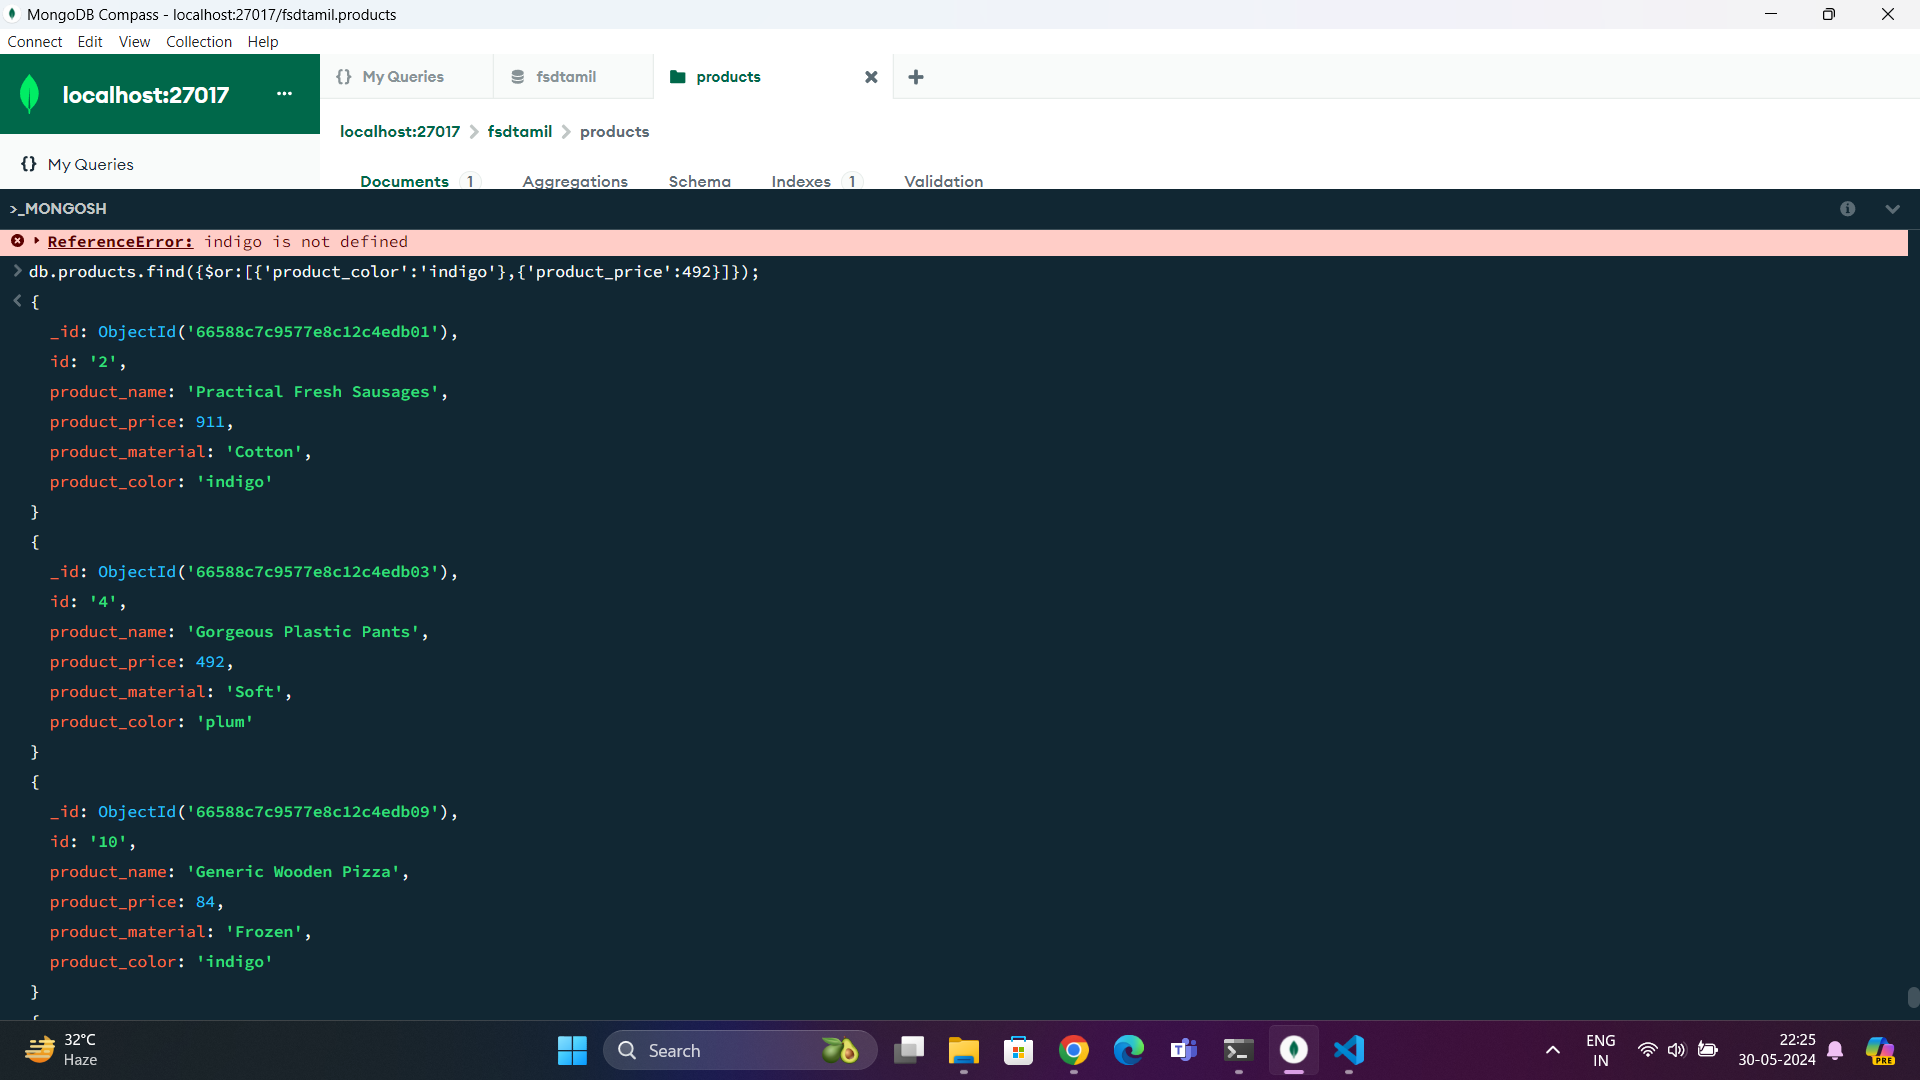 MongoDB Compass - localhost:27017/fsdtamil.products
Connect Edit View Collection Help
localhost:27017 ...
{} My Queries
fsdtamil
products
localhost:27017 > fsdtamil > products
{} My Queries
Documents 1 Aggregations Schema Indexes 1 Validation
>_MONGOSH
ReferenceError: indigo is not defined
> db.products.find({$or:[{'product_color':'indigo'},{'product_price':492}]});
< {
_id: ObjectId('66588c7c9577e8c12c4edb01'),
id: '2',
product_name: 'Practical Fresh Sausages',
product_price: 911,
product_material: 'Cotton',
product_color: 'indigo'
}
{
_id: ObjectId('66588c7c9577e8c12c4edb03'),
id: '4',
product_name: 'Gorgeous Plastic Pants',
product_price: 492,
product_material: 'Soft',
product_color: 'plum'
}
{
_id: ObjectId('66588c7c9577e8c12c4edb09'),
id: '10',
product_name: 'Generic Wooden Pizza',
product_price: 84,
product_material: 'Frozen',
product_color: 'indigo'
}
{
32°C
Haze
Search
ENG
IN
22:25
30-05-2024
PRE